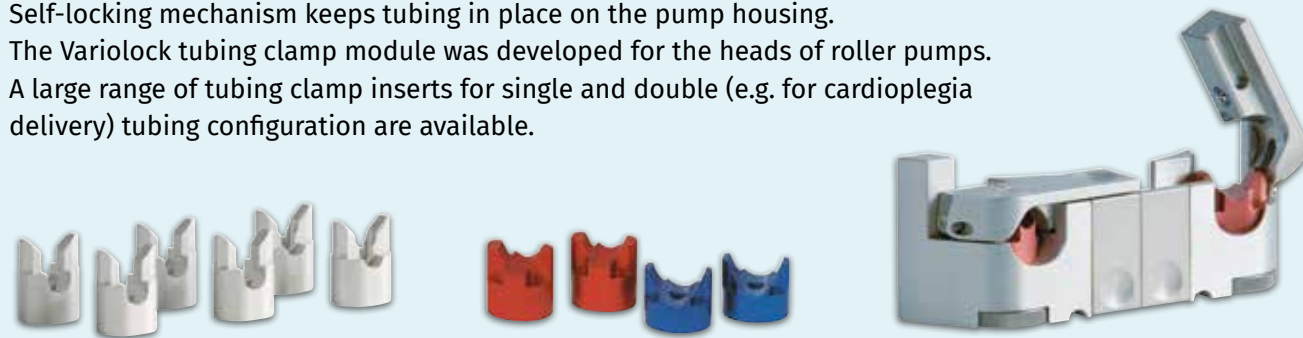 Self-locking mechanism keeps tubing in place on the pump housing.
The Variolock tubing clamp module was developed for the heads of roller pumps.
A large range of tubing clamp inserts for single and double (e.g. for cardioplegia
delivery) tubing configuration are available.